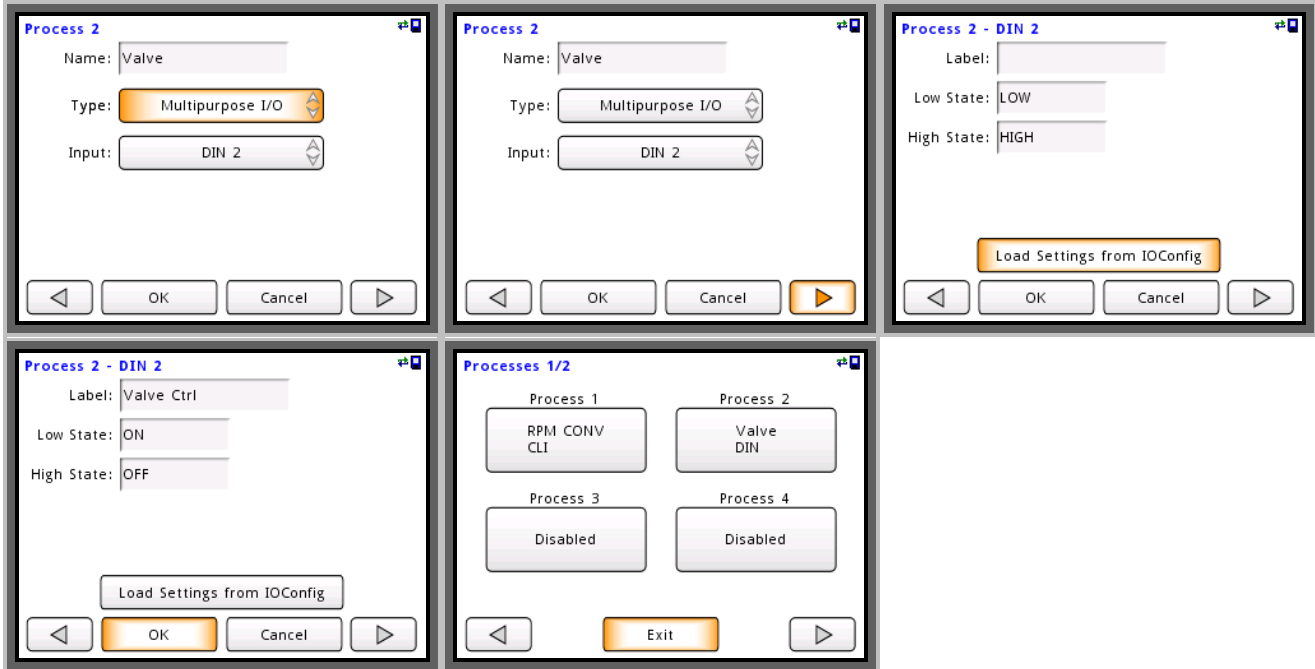 Process 2
Name: Valve
Type: Multipurpose I/O
Input: DIN 2
OK Cancel
Process 2
Name: Valve
Type: Multipurpose I/O
Input: DIN 2
OK Cancel
Process 2 - DIN 2
Label:
Low State: LOW
High State: HIGH
Load Settings from IOConfig
OK Cancel
Process 2 - DIN 2
Label: Valve Ctrl
Low State: ON
High State: OFF
Load Settings from IOConfig
OK Cancel
Processes 1/2
Process 1 Process 2
RPM CONV Valve
CLI DIN
Process 3 Process 4
Disabled Disabled
Exit